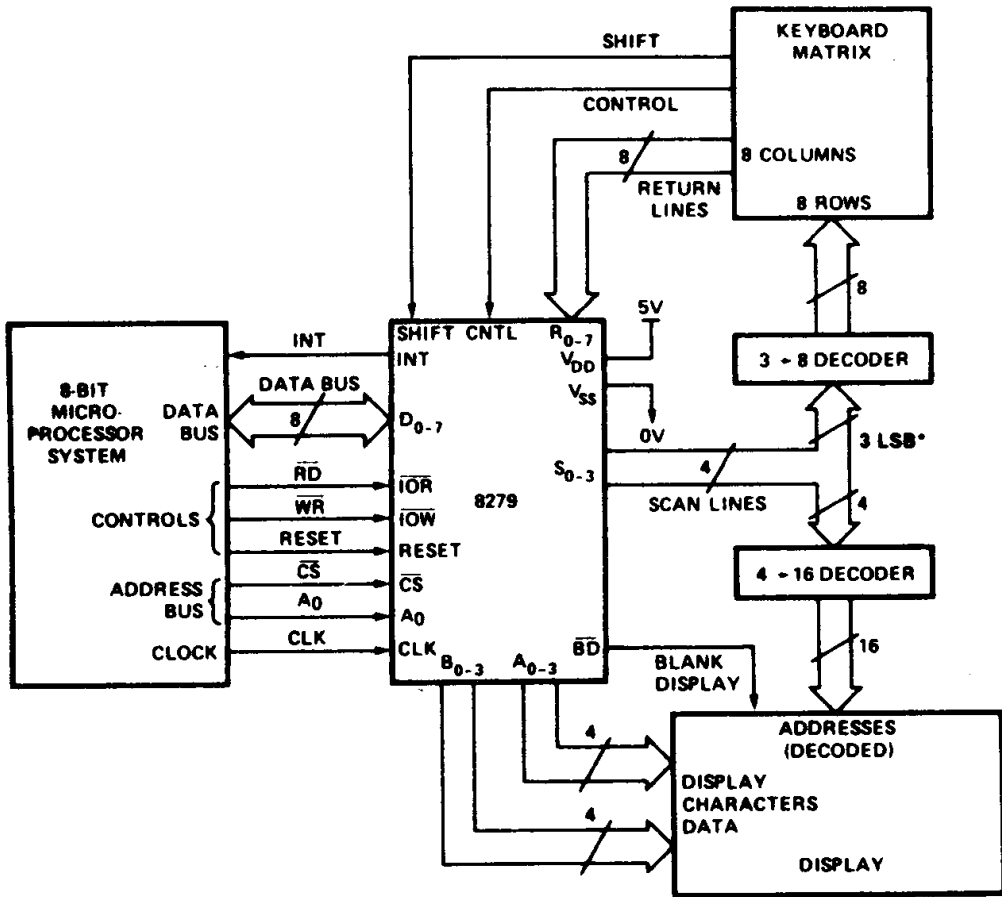 KEYBOARD
MATRIX
SHIFT
CONTROL
8
8 COLUMNS
RETURN
LINES
8 ROWS
8
5V
SHIFT CNTL R0-7
INT
INT
VDD
3 - 8 DECODER
8-BIT
MICRO-
PROCESSOR
SYSTEM
DATA
BUS
DATA BUS
8
D0-7
VSS
0V
3 LSB*
S0-3
4
SCAN LINES
4
8279
CONTROLS
RD
IOR
WR
IOW
RESET
RESET
ADDRESS
BUS
CS
CS
A0
A0
4 - 16 DECODER
CLOCK
CLK
CLK
B0-3 A0-3
BD
BLANK
DISPLAY
16
4
4
ADDRESSES
(DECODED)
DISPLAY
CHARACTERS
DATA
DISPLAY